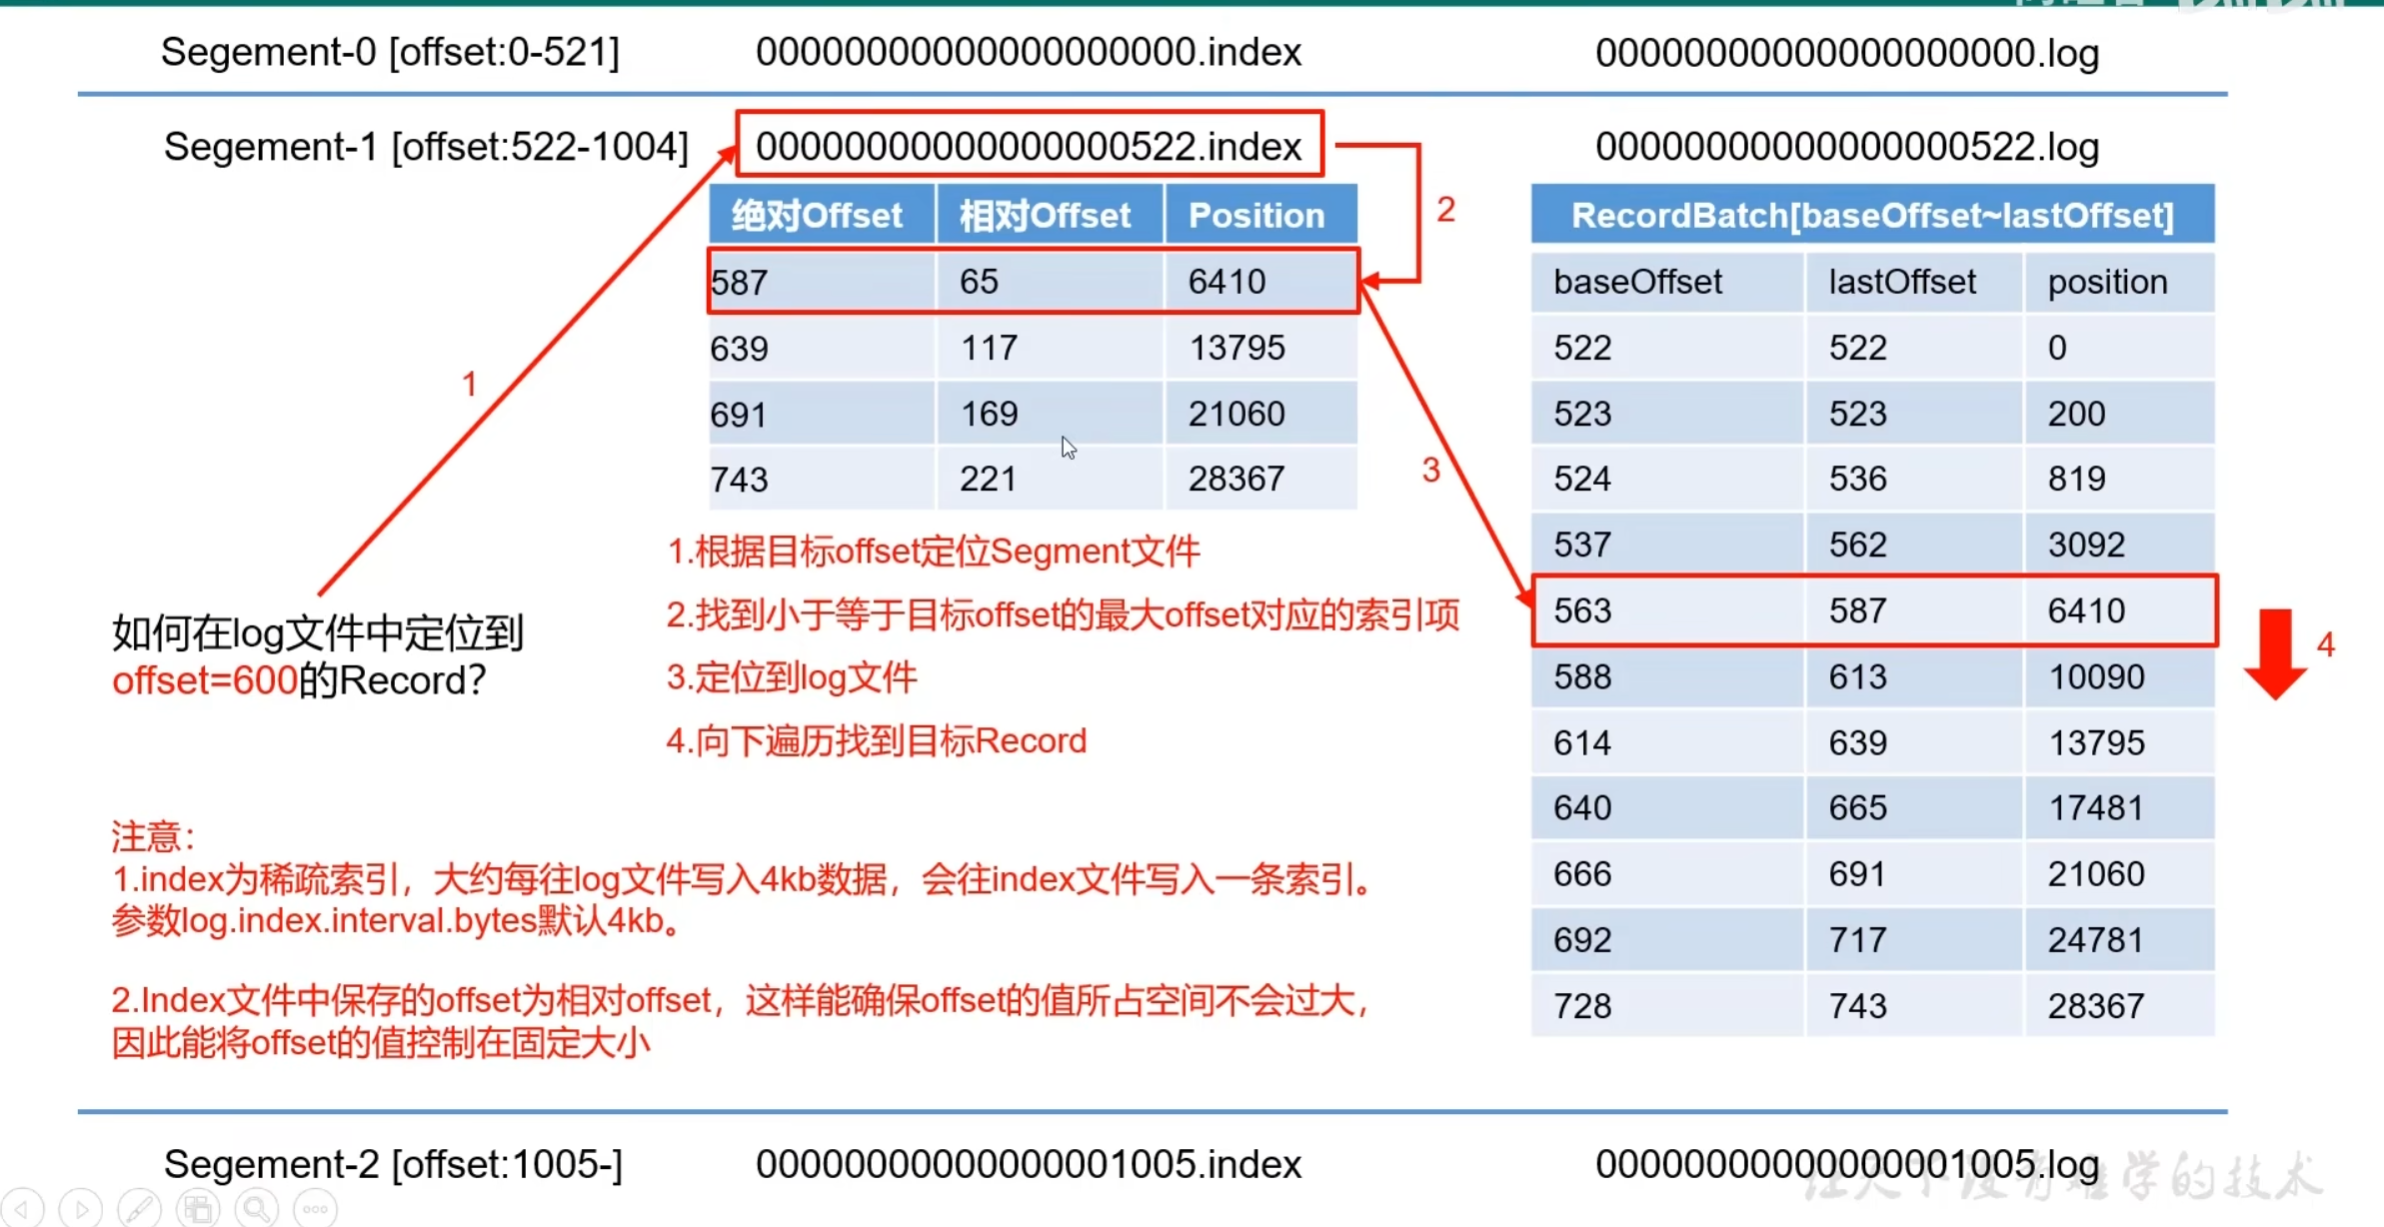 Segement-0 [offset:0-521]
00000000000000000000.index
00000000000000000000.log
Segement-1 [offset:522-1004]
00000000000000000522.index
00000000000000000522.log
绝对Offset 相对Offset Position
587 65 6410
639 117 13795
691 169 21060
743 221 28367
1
2
3
RecordBatch[baseOffset~lastOffset]
baseOffset lastOffset position
522 522 0
523 523 200
524 536 819
537 562 3092
563 587 6410
588 613 10090
614 639 13795
640 665 17481
666 691 21060
692 717 24781
728 743 28367
4
如何在log文件中定位到
offset=600的Record?
1.根据目标offset定位Segment文件
2.找到小于等于目标offset的最大offset对应的索引项
3.定位到log文件
4.向下遍历找到目标Record
注意：
1.index为稀疏索引，大约每往log文件写入4kb数据，会往index文件写入一条索引。
参数log.index.interval.bytes默认4kb。
2.Index文件中保存的offset为相对offset，这样能确保offset的值所占空间不会过大，
因此能将offset的值控制在固定大小
Segement-2 [offset:1005-]
00000000000000001005.index
00000000000000001005.log
天下没有难学的技术